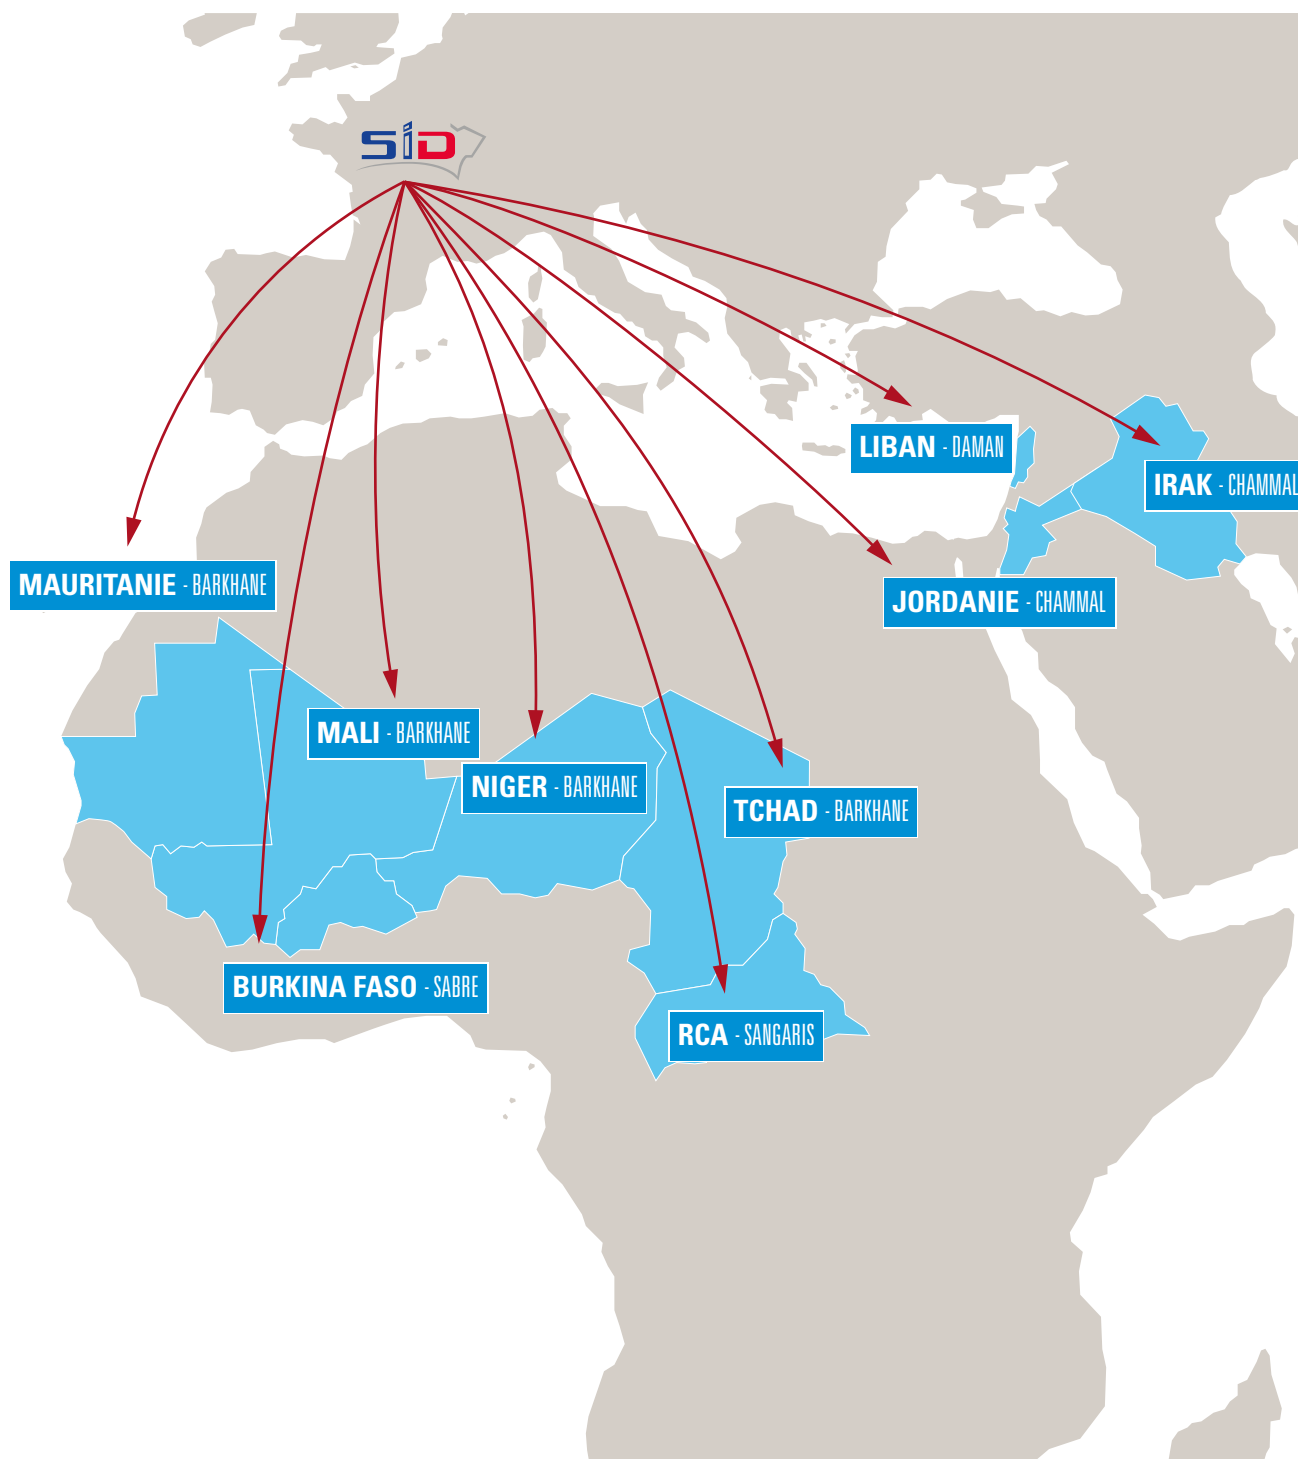 SiD
LIBAN - DAMAN
IRAK - CHAMMAL
MAURITANIE - BARKHANE
JORDANIE - CHAMMAL
MALI - BARKHANE
NIGER - BARKHANE
TCHAD - BARKHANE
BURKINA FASO - SABRE
RCA - SANGARIS